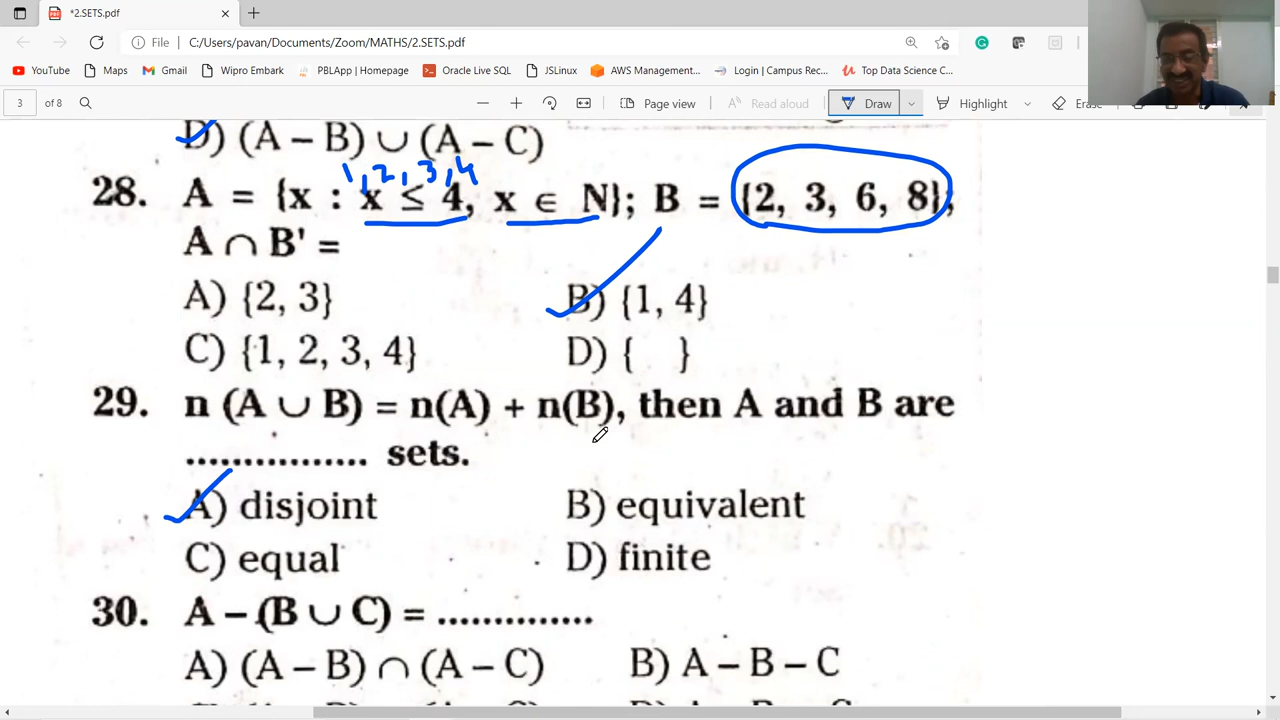 *2.SETS.pdf
File C:/Users/pavan/Documents/Zoom/MATHS/2.SETS.pdf
YouTube Maps Gmail Wipro Embark PBLApp | Homepage Oracle Live SQL JSLinux AWS Management... Login | Campus Rec... Top Data Science C...
3 of 8 Page view Read aloud Draw Highlight
D) (A – B) ∪ (A – C)
1, 2, 3, 4
28. A = {x : x ≤ 4, x ∈ N}; B = {2, 3, 6, 8};
A ∩ B' =
A) {2, 3} B) {1, 4}
C) {1, 2, 3, 4} D) { }
29. n (A ∪ B) = n(A) + n(B), then A and B are
................ sets.
A) disjoint B) equivalent
C) equal D) finite
30. A – (B ∪ C) = ..............
A) (A – B) ∩ (A – C) B) A – B – C